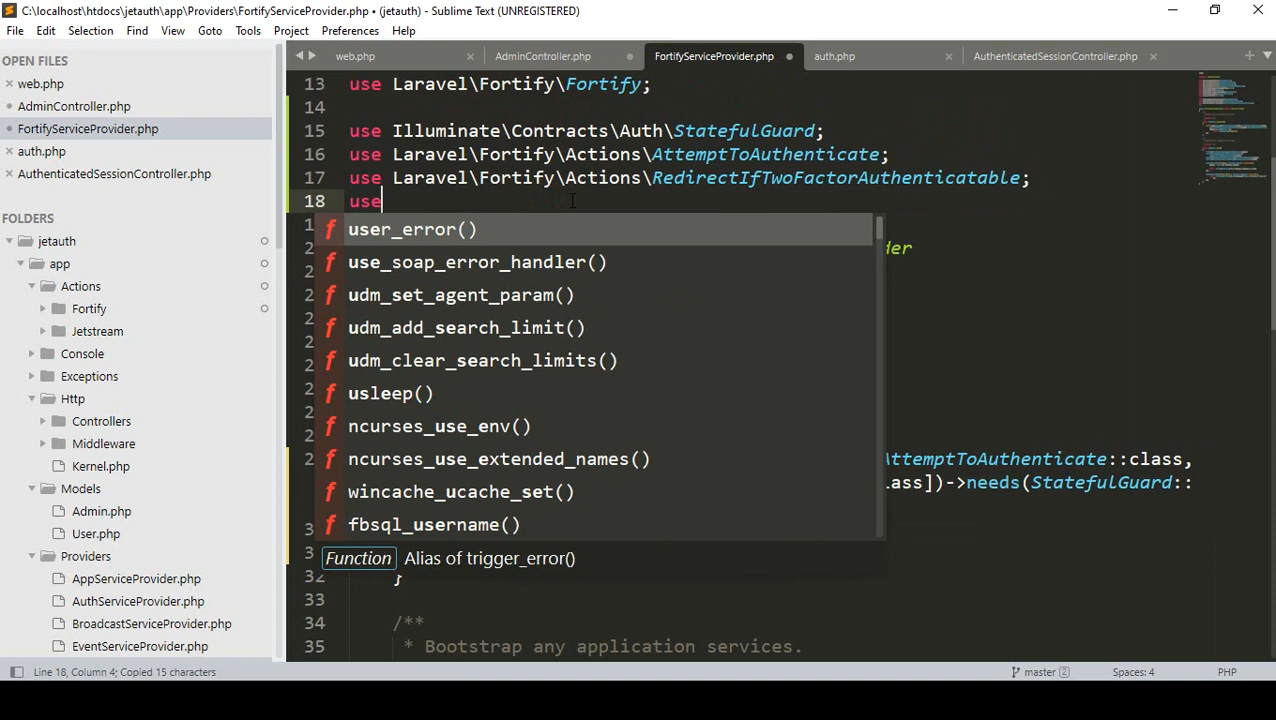 C:\localhost\htdocs\jetauth\app\Providers\FortifyServiceProvider.php • (jetauth) - Sublime Text (UNREGISTERED)
File Edit Selection Find View Goto Tools Project Preferences Help
OPEN FILES
× web.php
• AdminController.php
• FortifyServiceProvider.php
× auth.php
× AuthenticatedSessionController.php
FOLDERS
jetauth
app
Actions
Fortify
Jetstream
Console
Exceptions
Http
Controllers
Middleware
Kernel.php
Models
Admin.php
User.php
Providers
AppServiceProvider.php
AuthServiceProvider.php
BroadcastServiceProvider.php
EventServiceProvider.php
web.php × AdminController.php • FortifyServiceProvider.php • auth.php × AuthenticatedSessionController.php ×
13 use Laravel\Fortify\Fortify;
14
15 use Illuminate\Contracts\Auth\StatefulGuard;
16 use Laravel\Fortify\Actions\AttemptToAuthenticate;
17 use Laravel\Fortify\Actions\RedirectIfTwoFactorAuthenticatable;
18 use
user_error()
use_soap_error_handler()
udm_set_agent_param()
udm_add_search_limit()
udm_clear_search_limits()
usleep()
ncurses_use_env()
ncurses_use_extended_names()
wincache_ucache_set()
fbsql_username()
Function Alias of trigger_error()
der
AttemptToAuthenticate::class,
lass])->needs(StatefulGuard::
32 }
33
34 /**
35 * Bootstrap any application services.
Line 18, Column 4; Copied 15 characters
master 2
Spaces: 4
PHP